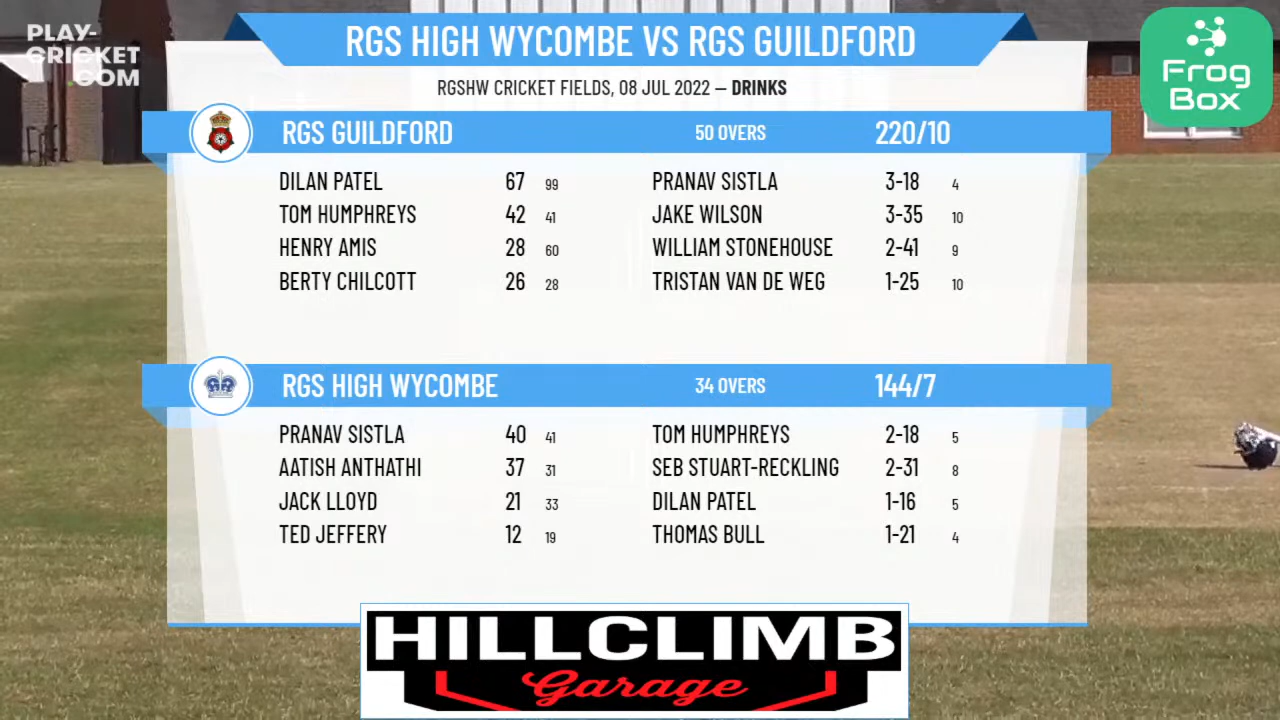 PLAY-
CRICKET
.COM
RGS HIGH WYCOMBE VS RGS GUILDFORD
Frog
Box
RGSHW CRICKET FIELDS, 08 JUL 2022 – DRINKS
RGS GUILDFORD 50 OVERS 220/10
DILAN PATEL 67 99 PRANAV SISTLA 3-18 4
TOM HUMPHREYS 42 41 JAKE WILSON 3-35 10
HENRY AMIS 28 60 WILLIAM STONEHOUSE 2-41 9
BERTY CHILCOTT 26 28 TRISTAN VAN DE WEG 1-25 10
RGS HIGH WYCOMBE 34 OVERS 144/7
PRANAV SISTLA 40 41 TOM HUMPHREYS 2-18 5
AATISH ANTHATHI 37 31 SEB STUART-RECKLING 2-31 8
JACK LLOYD 21 33 DILAN PATEL 1-16 5
TED JEFFERY 12 19 THOMAS BULL 1-21 4
HILLCLIMB
Garage